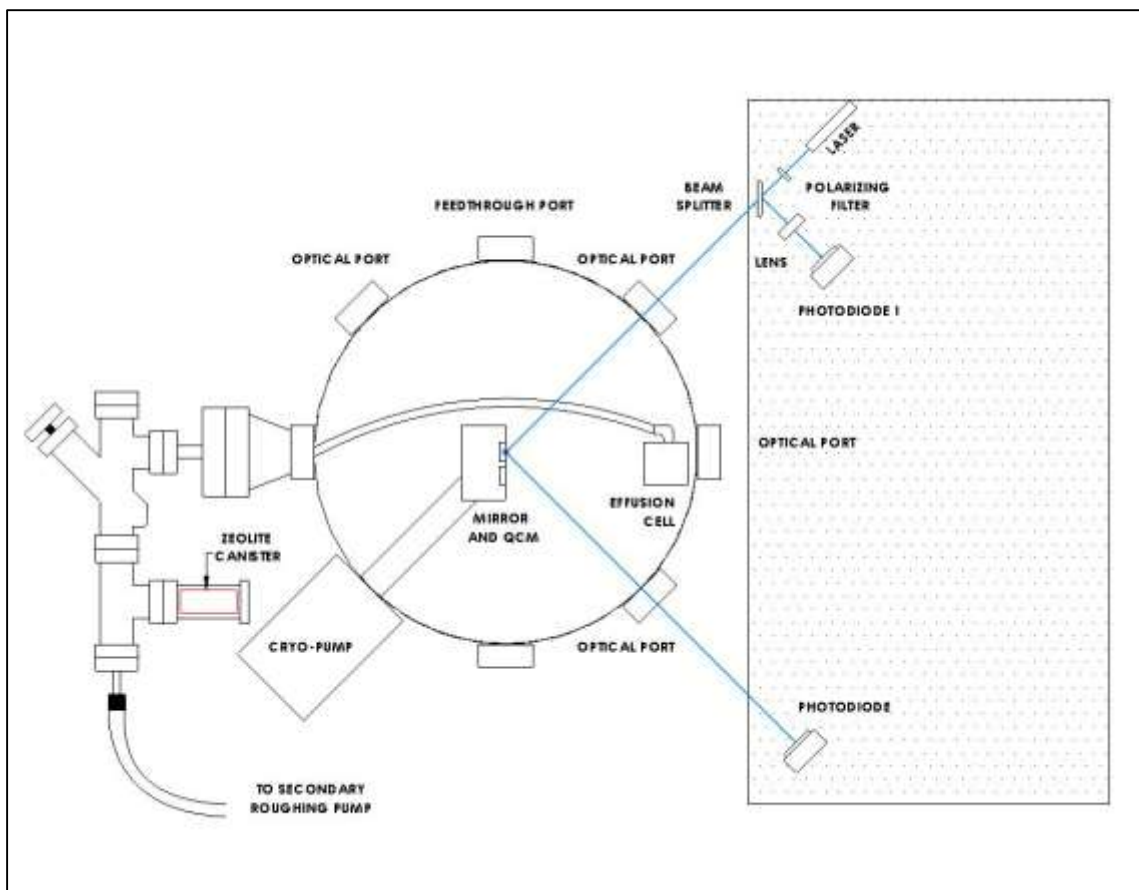 LASER
BEAM
SPLITTER
POLARIZING
FILTER
FEEDTHROUGH PORT
OPTICAL PORT
OPTICAL PORT
LENS
PHOTODIODE 1
OPTICAL PORT
EFFUSION
CELL
MIRROR
AND QCM
ZEOLITE
CANISTER
CRYO-PUMP
OPTICAL PORT
PHOTODIODE
TO SECONDARY
ROUGHING PUMP